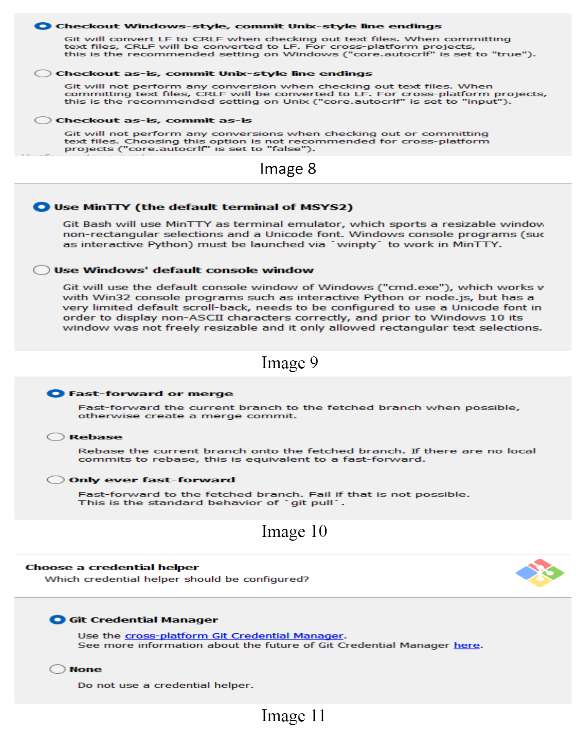 Checkout Windows-style, commit Unix-style line endings
Git will convert LF to CRLF when checking out text files. When committing
text files, CRLF will be converted to LF. For cross-platform projects,
this is the recommended setting on Windows ("core.autocrlf" is set to "true").
Checkout as-is, commit Unix-style line endings
Git will not perform any conversion when checking out text files. When
committing text files, CRLF will be converted to LF. For cross-platform projects,
this is the recommended setting on Unix ("core.autocrlf" is set to "input").
Checkout as-is, commit as-is
Git will not perform any conversions when checking out or committing
text files. Choosing this option is not recommended for cross-platform
projects ("core.autocrlf" is set to "false").
Image 8
Use MinTTY (the default terminal of MSYS2)
Git Bash will use MinTTY as terminal emulator, which sports a resizable window
non-rectangular selections and a Unicode font. Windows console programs (suc
as interactive Python) must be launched via `winpty` to work in MinTTY.
Use Windows' default console window
Git will use the default console window of Windows ("cmd.exe"), which works v
with Win32 console programs such as interactive Python or node.js, but has a
very limited default scroll-back, needs to be configured to use a Unicode font in
order to display non-ASCII characters correctly, and prior to Windows 10 its
window was not freely resizable and it only allowed rectangular text selections.
Image 9
Fast-forward or merge
Fast-forward the current branch to the fetched branch when possible,
otherwise create a merge commit.
Rebase
Rebase the current branch onto the fetched branch. If there are no local
commits to rebase, this is equivalent to a fast-forward.
Only ever fast-forward
Fast-forward to the fetched branch. Fail if that is not possible.
This is the standard behavior of `git pull`.
Image 10
Choose a credential helper
Which credential helper should be configured?
Git Credential Manager
Use the cross-platform Git Credential Manager.
See more information about the future of Git Credential Manager here.
None
Do not use a credential helper.
Image 11